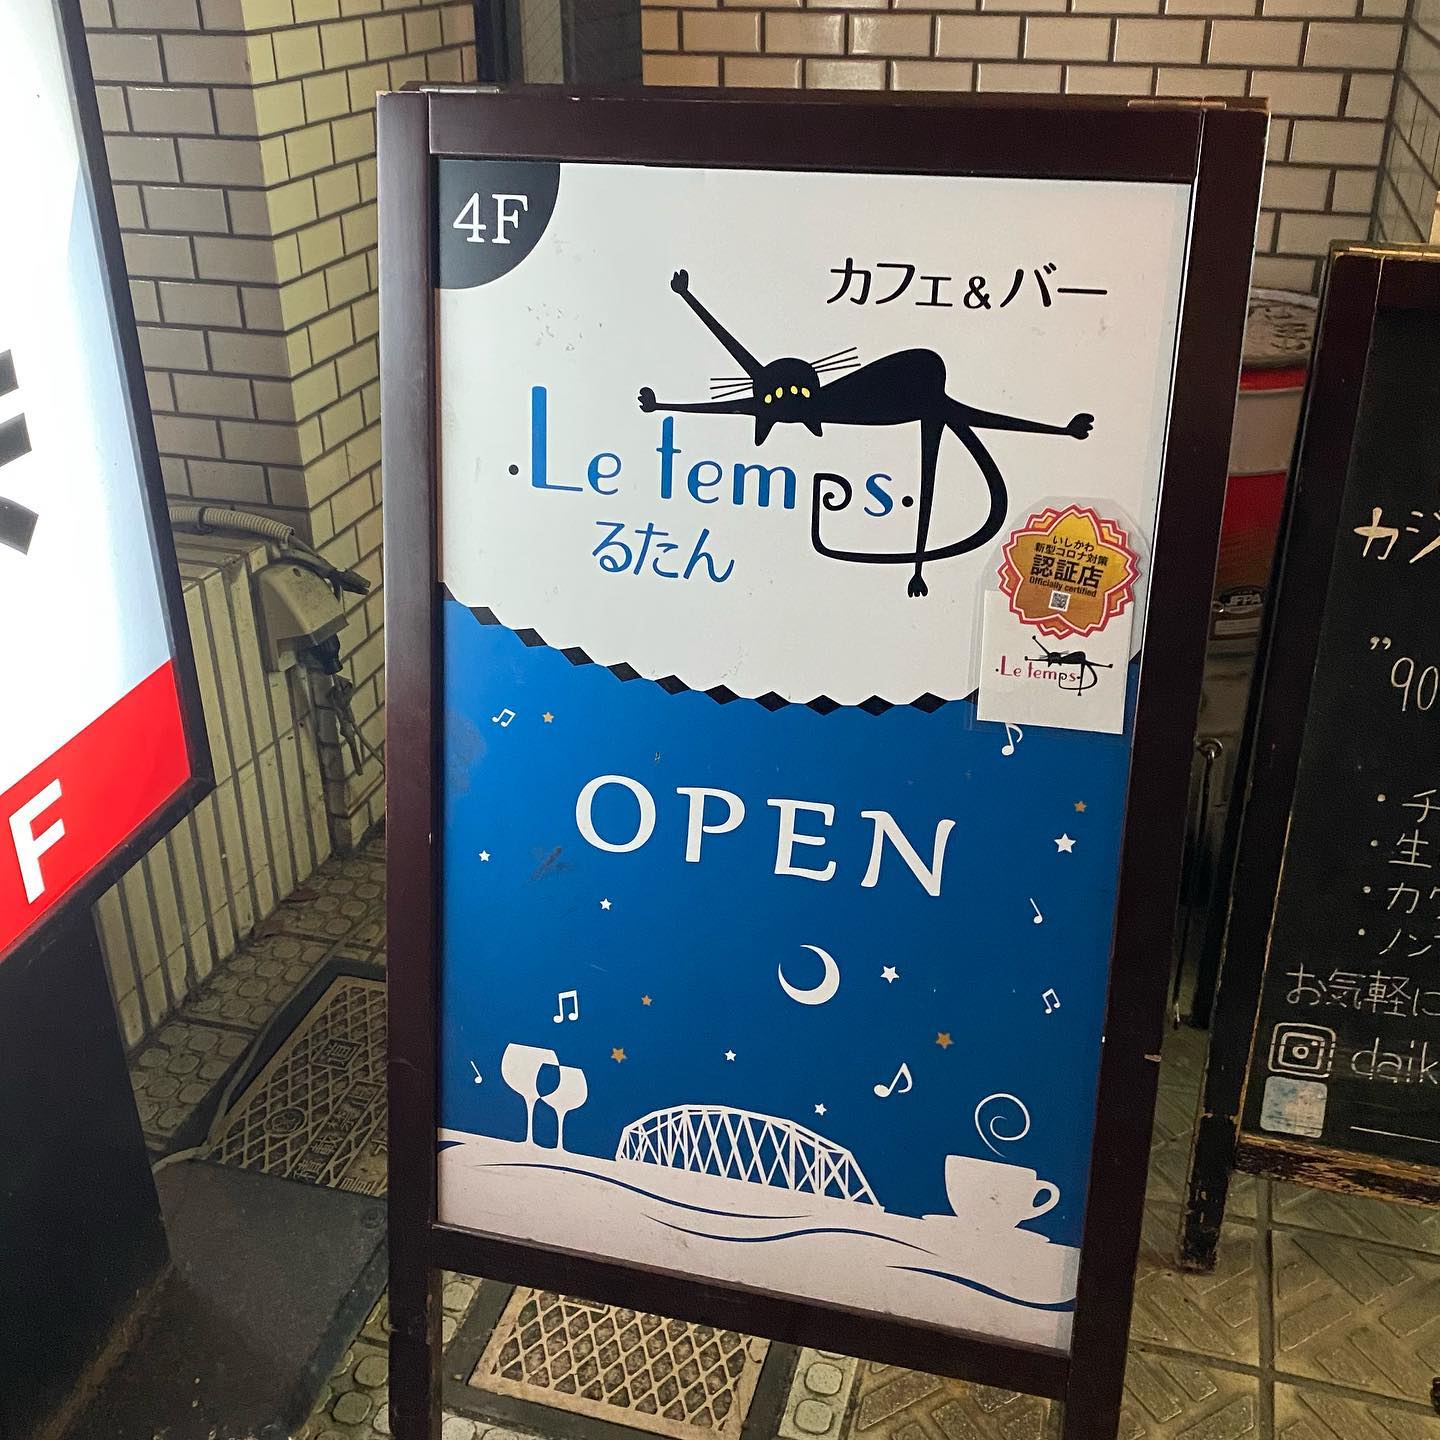 4F
カフェ&バー
Le temps
るたん
いしかわ
新型コロナ対策
認証店
Officially certified
Le temps
OPEN
F
カジ
"90
・チ
・生
・カク
・ノン
お気軽に
daik